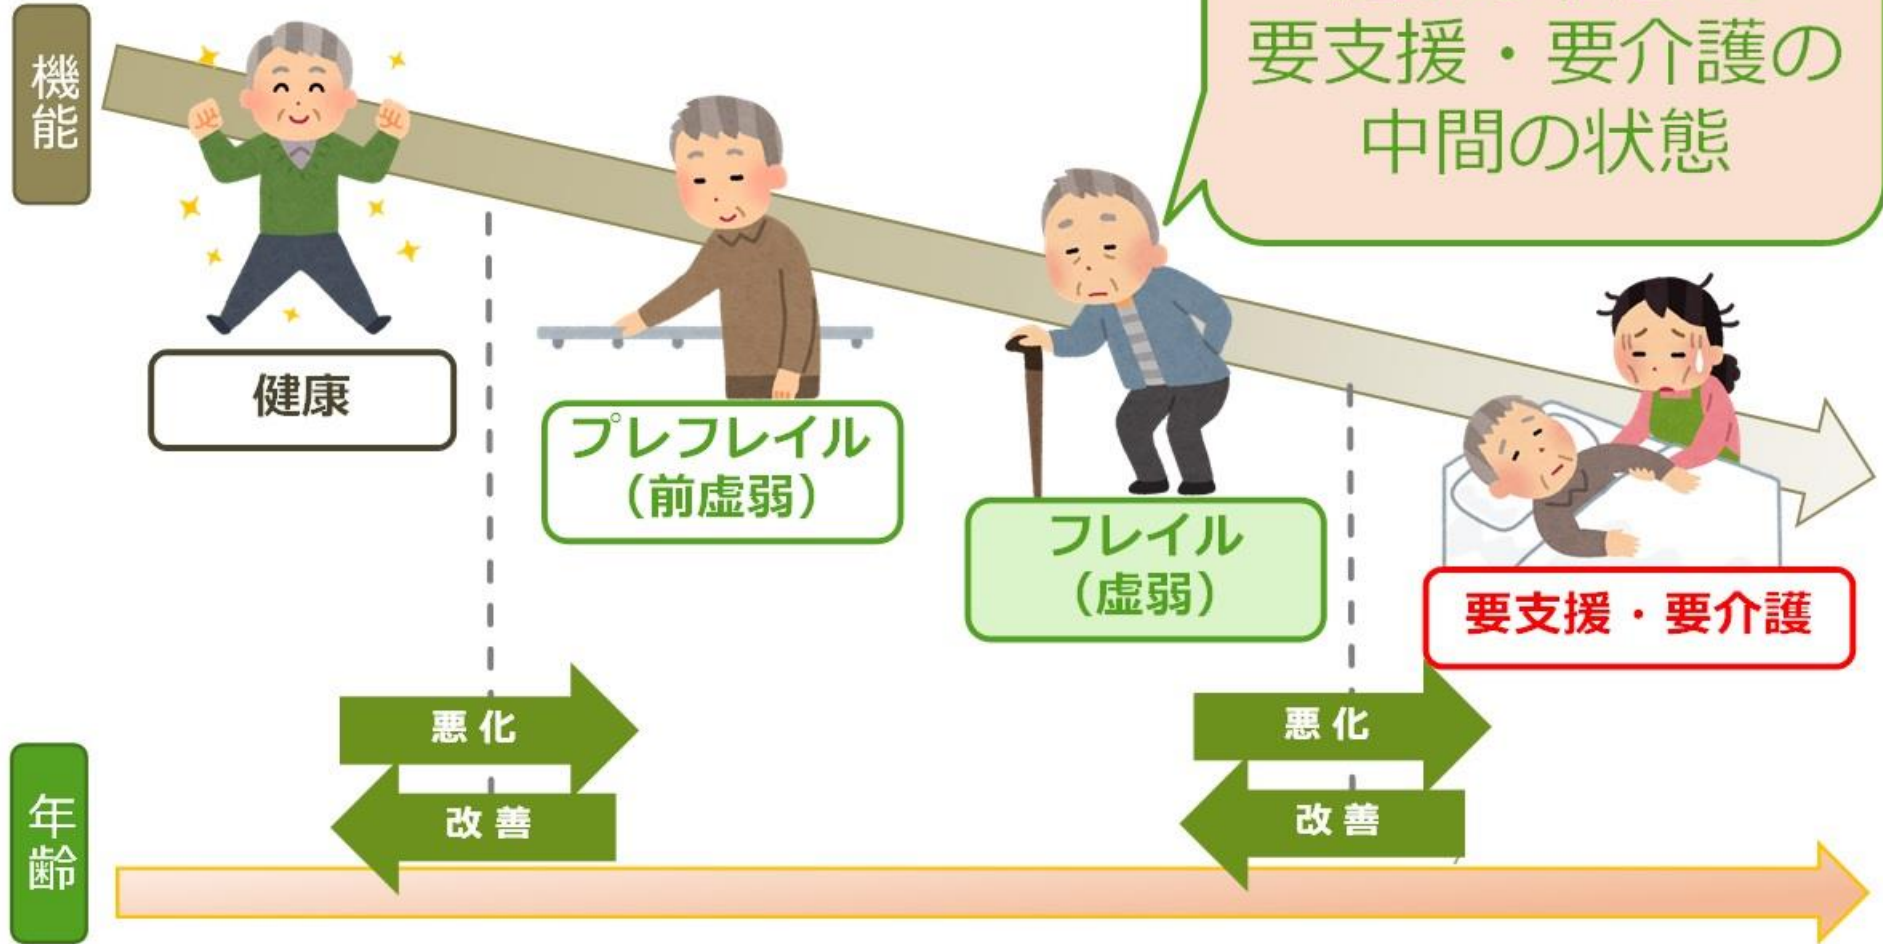 機能
要支援・要介護の
中間の状態
健康
プレフレイル
（前虚弱）
フレイル
（虚弱）
要支援・要介護
悪化
改善
悪化
改善
年齢